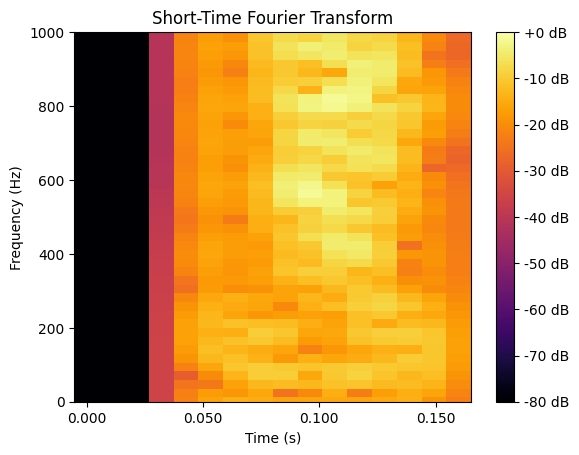 Short-Time Fourier Transform
Frequency (Hz)
1000
800
600
400
200
0
0.000
0.050
0.100
0.150
Time (s)
+0 dB
-10 dB
-20 dB
-30 dB
-40 dB
-50 dB
-60 dB
-70 dB
-80 dB